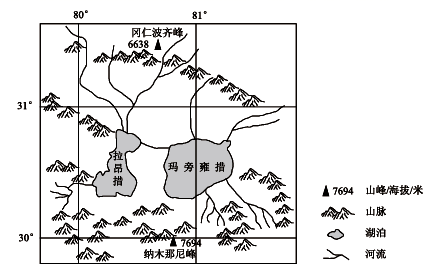 80° 81°
冈仁波齐峰
6638
31°
拉昂措
玛旁雍措
30°
7694
纳木那尼峰
7694 山峰/海拔/米
山脉
湖泊
河流